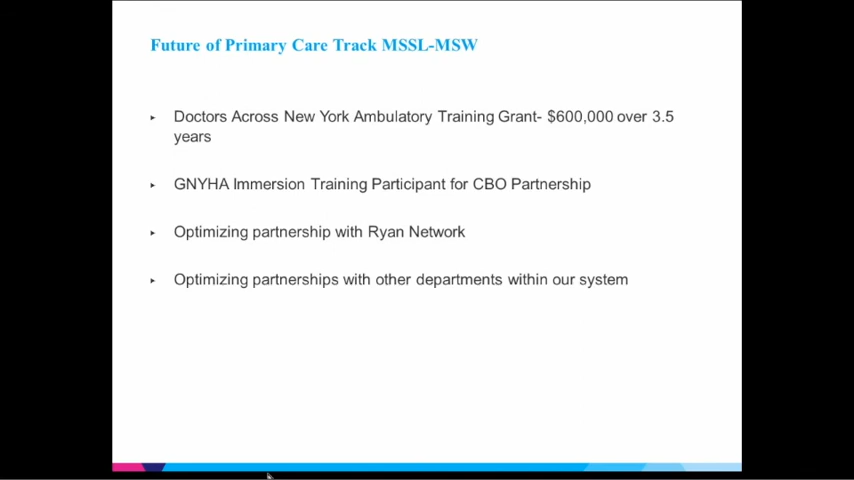 Future of Primary Care Track MSSL-MSW
Doctors Across New York Ambulatory Training Grant- $600,000 over 3.5
years
GNYHA Immersion Training Participant for CBO Partnership
Optimizing partnership with Ryan Network
Optimizing partnerships with other departments within our system